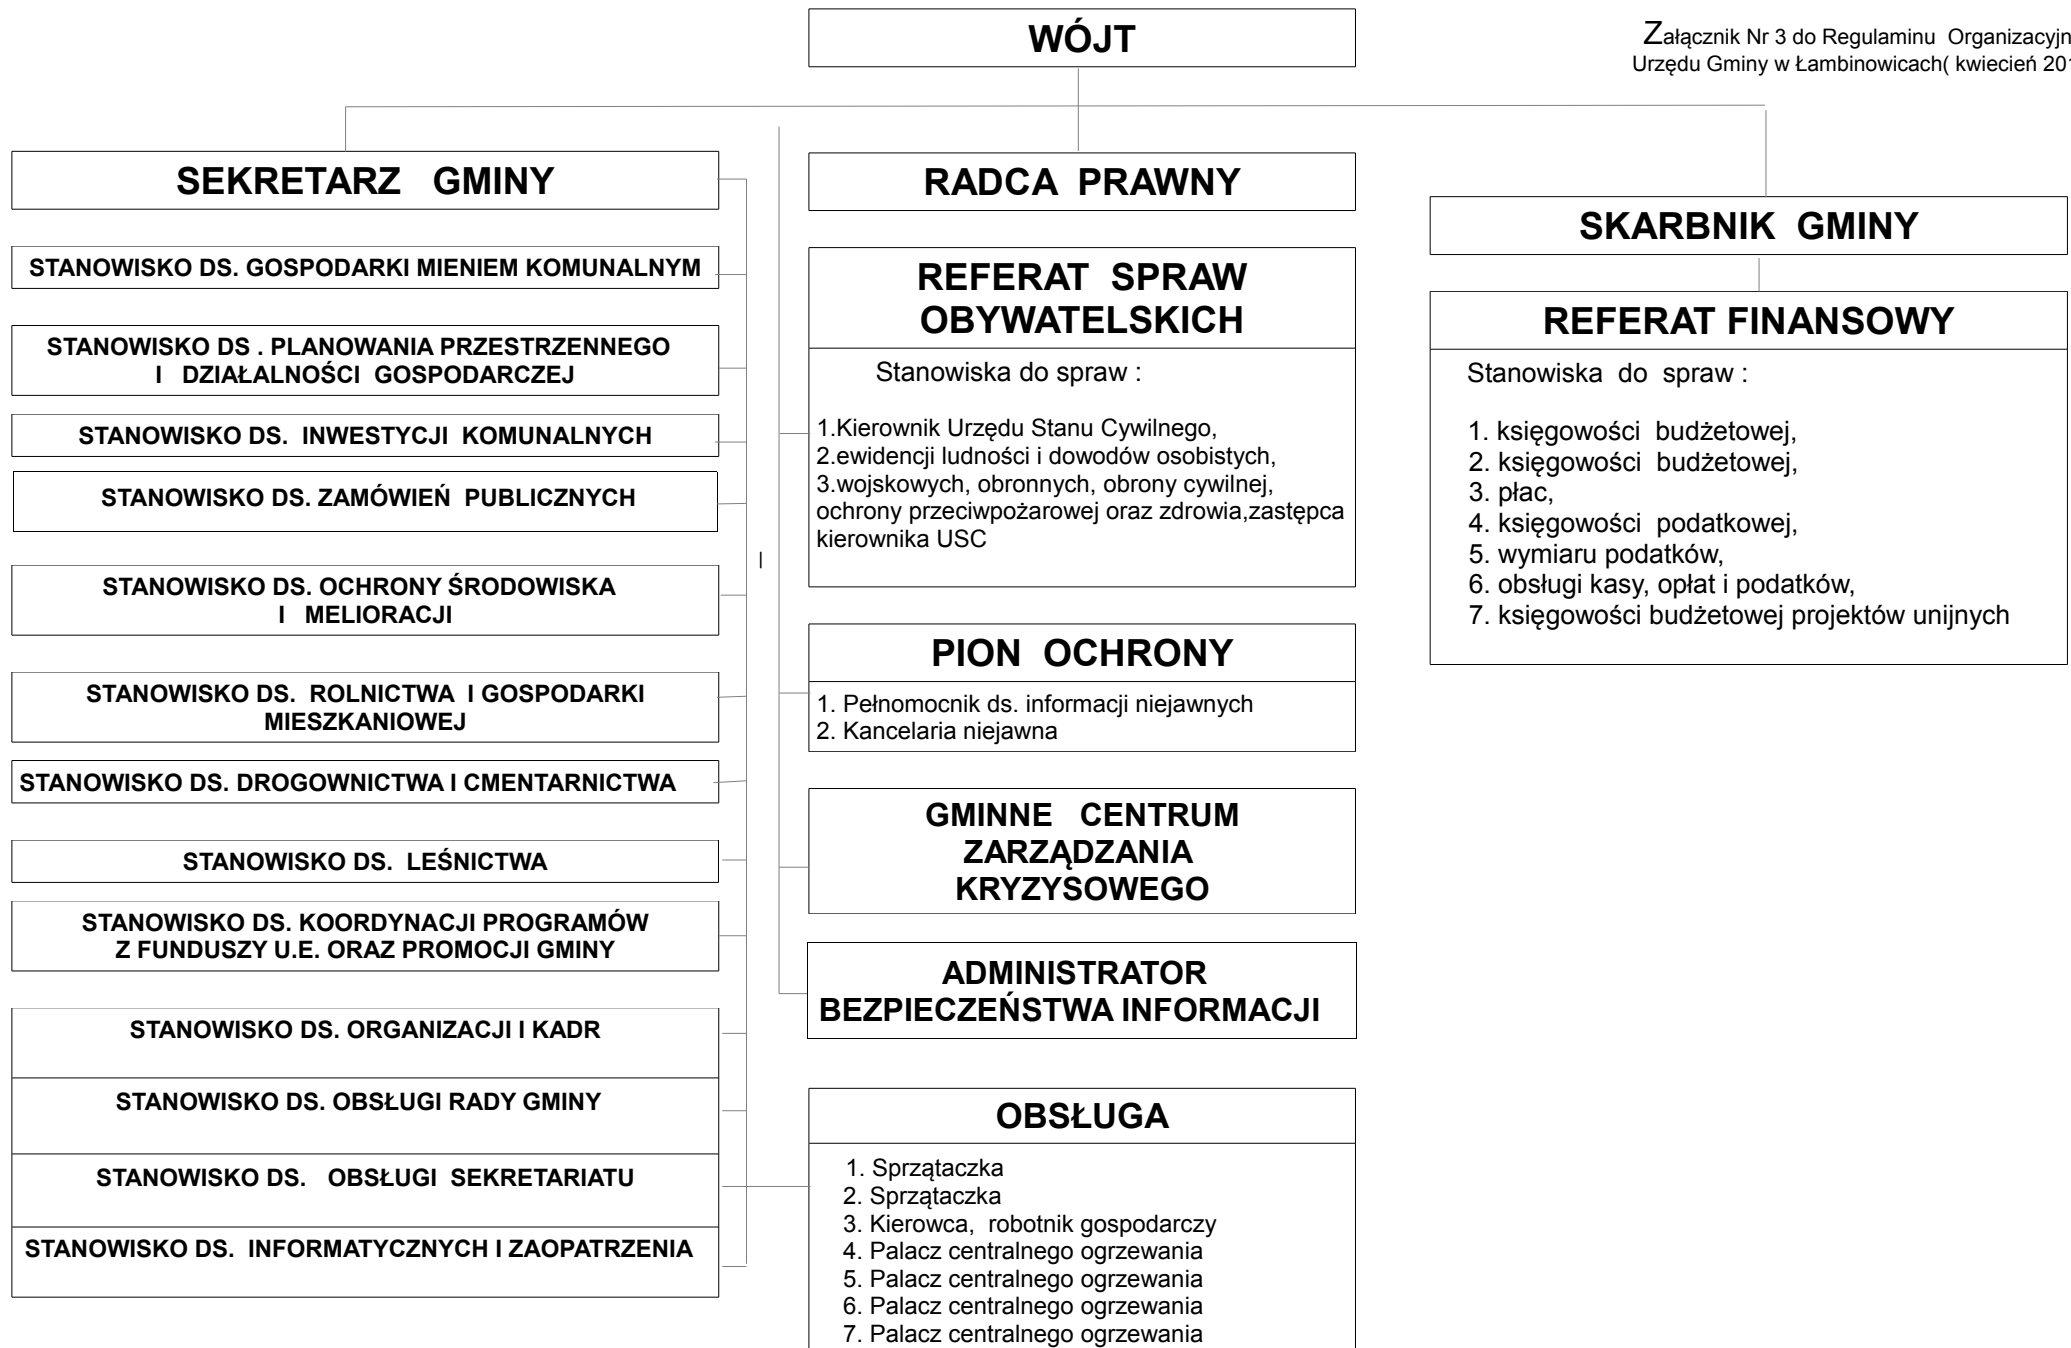 WÓJT
Załącznik Nr 3 do Regulaminu Organizacyjn
Urzędu Gminy w Łambinowicach( kwiecień 201
SEKRETARZ GMINY
STANOWISKO DS. GOSPODARKI MIENIEM KOMUNALNYM
STANOWISKO DS . PLANOWANIA PRZESTRZENNEGO
I DZIAŁALNOŚCI GOSPODARCZEJ
STANOWISKO DS. INWESTYCJI KOMUNALNYCH
STANOWISKO DS. ZAMÓWIEŃ PUBLICZNYCH
STANOWISKO DS. OCHRONY ŚRODOWISKA
I MELIORACJI
STANOWISKO DS. ROLNICTWA I GOSPODARKI
MIESZKANIOWEJ
STANOWISKO DS. DROGOWNICTWA I CMENTARNICTWA
STANOWISKO DS. LEŚNICTWA
STANOWISKO DS. KOORDYNACJI PROGRAMÓW
Z FUNDUSZY U.E. ORAZ PROMOCJI GMINY
STANOWISKO DS. ORGANIZACJI I KADR
STANOWISKO DS. OBSŁUGI RADY GMINY
STANOWISKO DS. OBSŁUGI SEKRETARIATU
STANOWISKO DS. INFORMATYCZNYCH I ZAOPATRZENIA
l
RADCA PRAWNY
REFERAT SPRAW
OBYWATELSKICH
Stanowiska do spraw :
1.Kierownik Urzędu Stanu Cywilnego,
2.ewidencji ludności i dowodów osobistych,
3.wojskowych, obronnych, obrony cywilnej,
ochrony przeciwpożarowej oraz zdrowia,zastępca
kierownika USC
PION OCHRONY
1. Pełnomocnik ds. informacji niejawnych
2. Kancelaria niejawna
GMINNE CENTRUM
ZARZĄDZANIA
KRYZYSOWEGO
ADMINISTRATOR
BEZPIECZEŃSTWA INFORMACJI
OBSŁUGA
1. Sprzątaczka
2. Sprzątaczka
3. Kierowca, robotnik gospodarczy
4. Palacz centralnego ogrzewania
5. Palacz centralnego ogrzewania
6. Palacz centralnego ogrzewania
7. Palacz centralnego ogrzewania
SKARBNIK GMINY
REFERAT FINANSOWY
Stanowiska do spraw :
1. księgowości budżetowej,
2. księgowości budżetowej,
3. płac,
4. księgowości podatkowej,
5. wymiaru podatków,
6. obsługi kasy, opłat i podatków,
7. księgowości budżetowej projektów unijnych